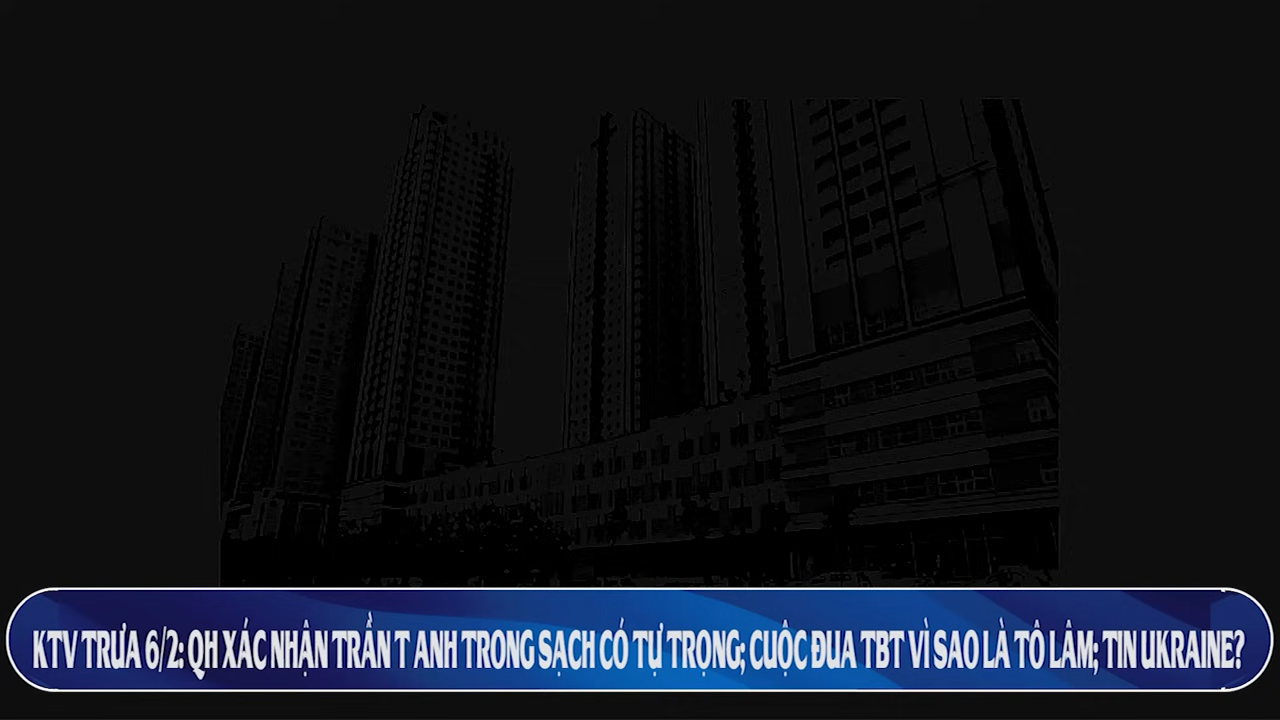 KTV TRƯA 6/2: QH XÁC NHẬN TRẦN T ANH TRONG SẠCH CÓ TỰ TRỌNG; CUỘC ĐUA TBT VÌ SAO LÀ TÔ LÂM; TIN UKRAINE?